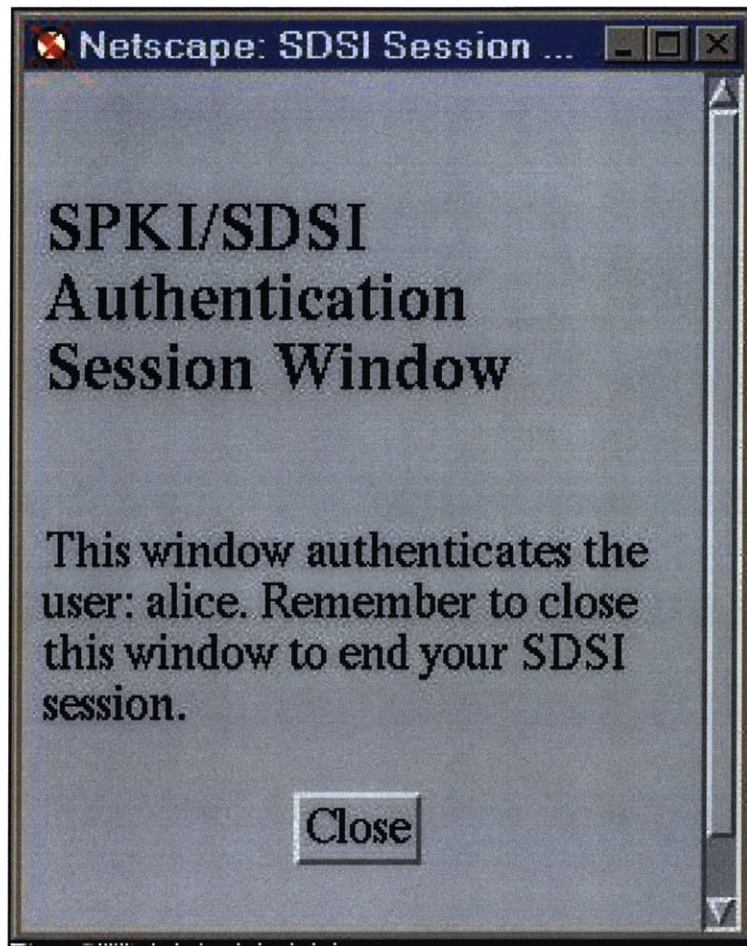 Netscape: SDSI Session ...
SPKI/SDSI
Authentication
Session Window
This window authenticates the
user: alice. Remember to close
this window to end your SDSI
session.
Close